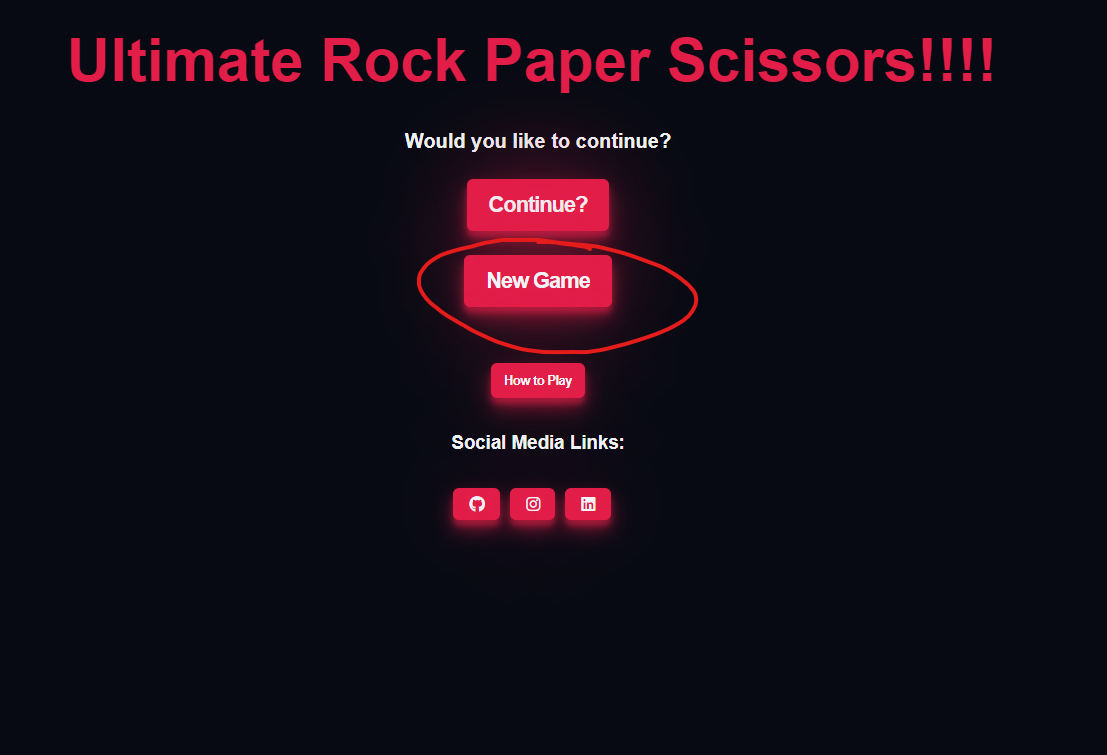 Ultimate Rock Paper Scissors!!!!
Would you like to continue?
Continue?
New Game
How to Play
Social Media Links: